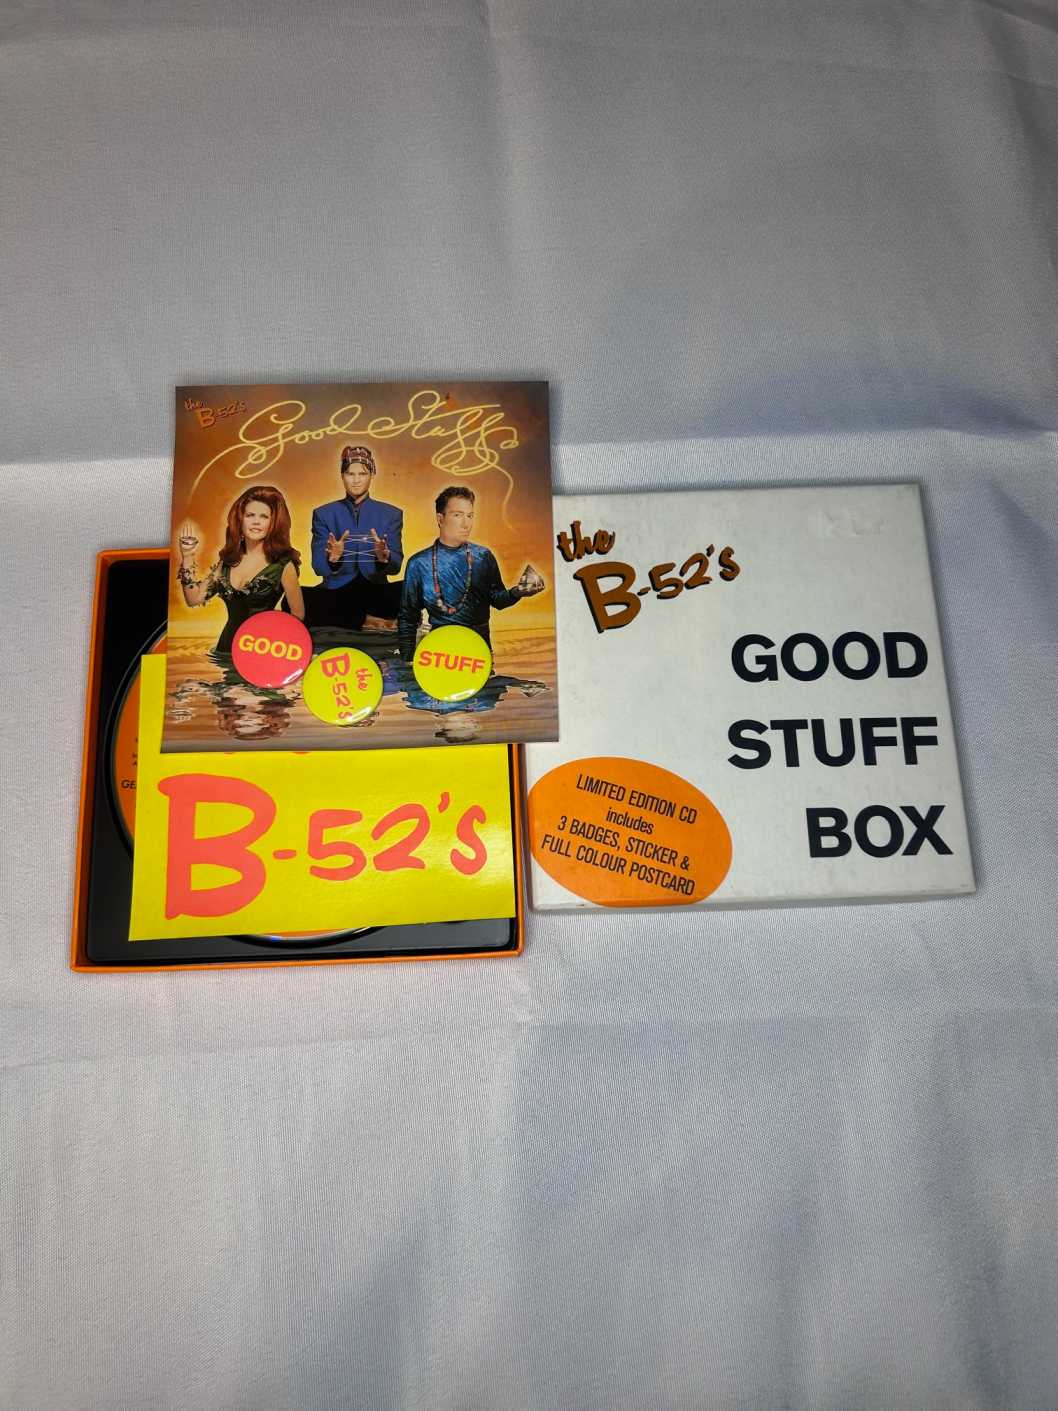 the
B-52's
Good Stuff
GOOD
the
B-52's
STUFF
B-52's
GE
the
B-52's
GOOD
STUFF
BOX
LIMITED EDITION CD
includes
3 BADGES, STICKER &
FULL COLOUR POSTCARD